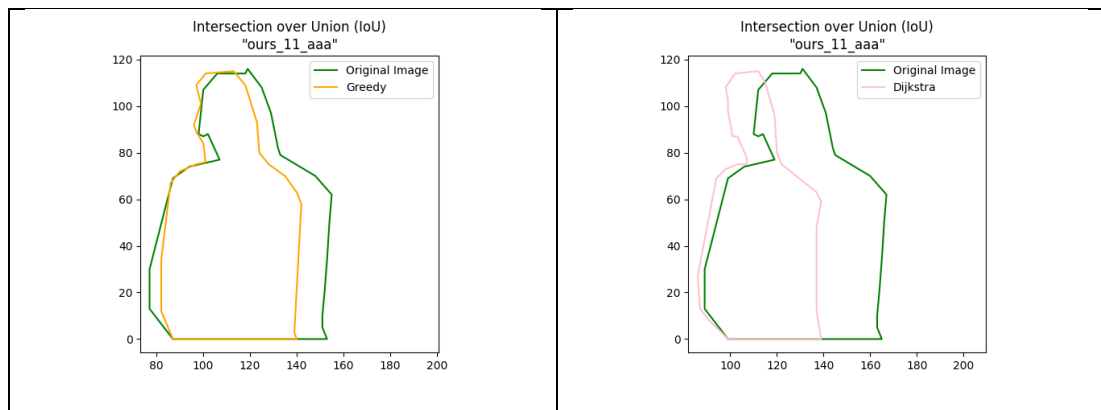 Intersection over Union (IoU)
"ours_11_aaa"
Original Image
Greedy
120
100
80
60
40
20
0
80 100 120 140 160 180 200
Intersection over Union (IoU)
"ours_11_aaa"
Original Image
Dijkstra
120
100
80
60
40
20
0
100 120 140 160 180 200